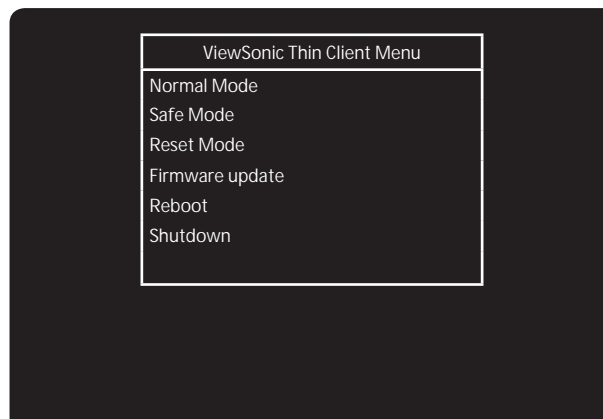 ViewSonic Thin Client Menu
Normal Mode
Safe Mode
Reset Mode
Firmware update
Reboot
Shutdown